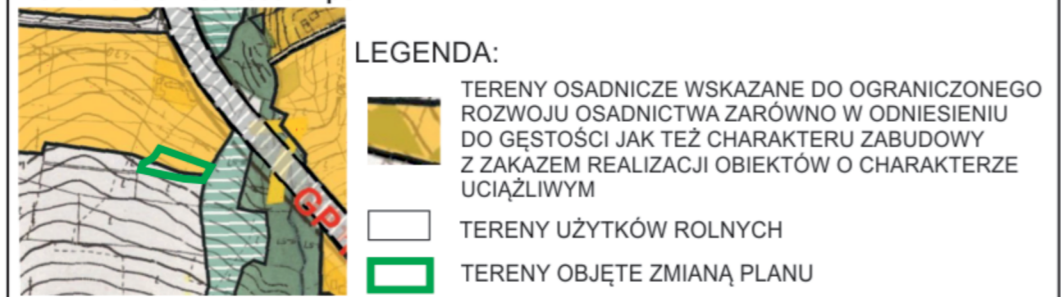 LEGENDA:
TERENY OSADNICZE WSKAZANE DO OGRANICZONEGO
ROZWOJU OSADNICTWA ZARÓWNO W ODNIESIENIU
DO GĘSTOŚCI JAK TEŻ CHARAKTERU ZABUDOWY
Z ZAKAZEM REALIZACJI OBIEKTÓW O CHARAKTERZE
UCIĄŻLIWYM
TERENY UŻYTKÓW ROLNYCH
TERENY OBJĘTE ZMIANĄ PLANU
GP